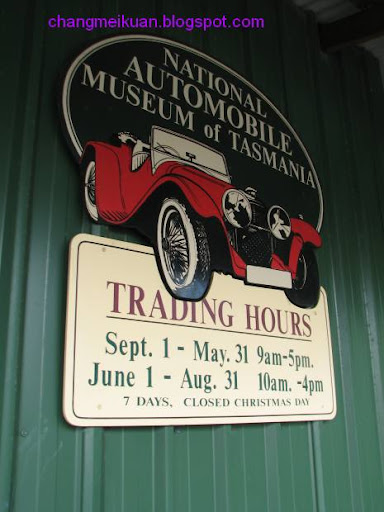 changmeikuan.blogspot.com
NATIONAL
AUTOMOBILE
MUSEUM of TASMANIA
TRADING HOURS
Sept. 1 - May. 31 9am-5pm.
June 1 - Aug. 31 10am. -4pm
7 DAYS, CLOSED CHRISTMAS DAY